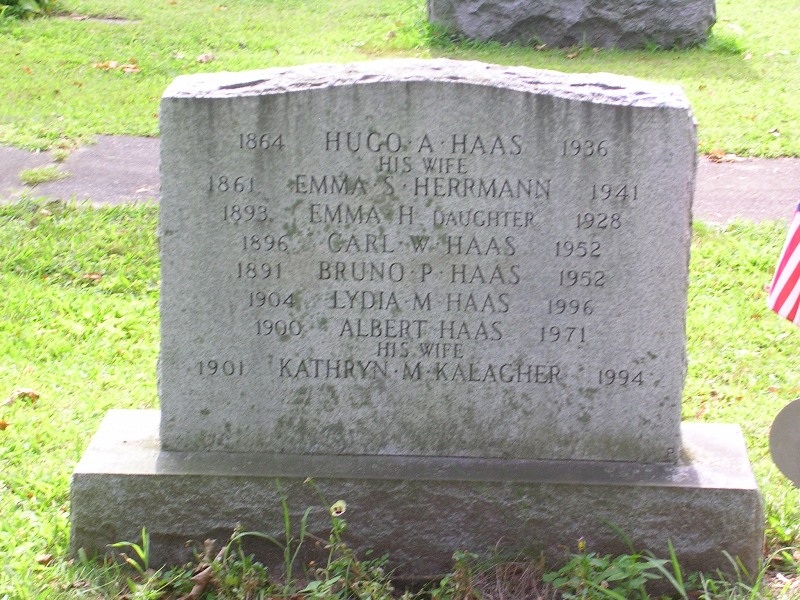 1864 HUGO·A·HAAS 1936
HIS WIFE
1861 EMMA·S·HERRMANN 1941
1893 EMMA H DAUGHTER 1928
1896 CARL·W·HAAS 1952
1891 BRUNO·P·HAAS 1952
1904 LYDIA·M·HAAS 1996
1900 ALBERT HAAS 1971
HIS WIFE
1901 KATHRYN·M·KALAGHER 1994